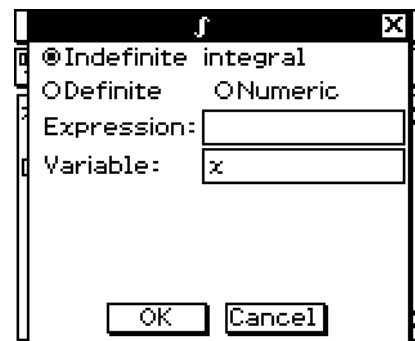 ∫ X
Indefinite integral
Definite Numeric
Expression:
Variable: x
OK Cancel